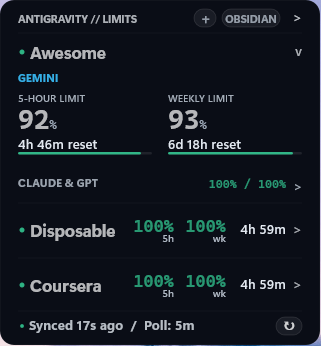 ANTIGRAVITY // LIMITS + OBSIDIAN >
• Awesome v
GEMINI
5-HOUR LIMIT WEEKLY LIMIT
92% 93%
4h 46m reset 6d 18h reset
CLAUDE & GPT 100% / 100% >
• Disposable 100% 100% 4h 59m >
5h wk
• Coursera 100% 100% 4h 59m >
5h wk
• Synced 17s ago / Poll: 5m ↻